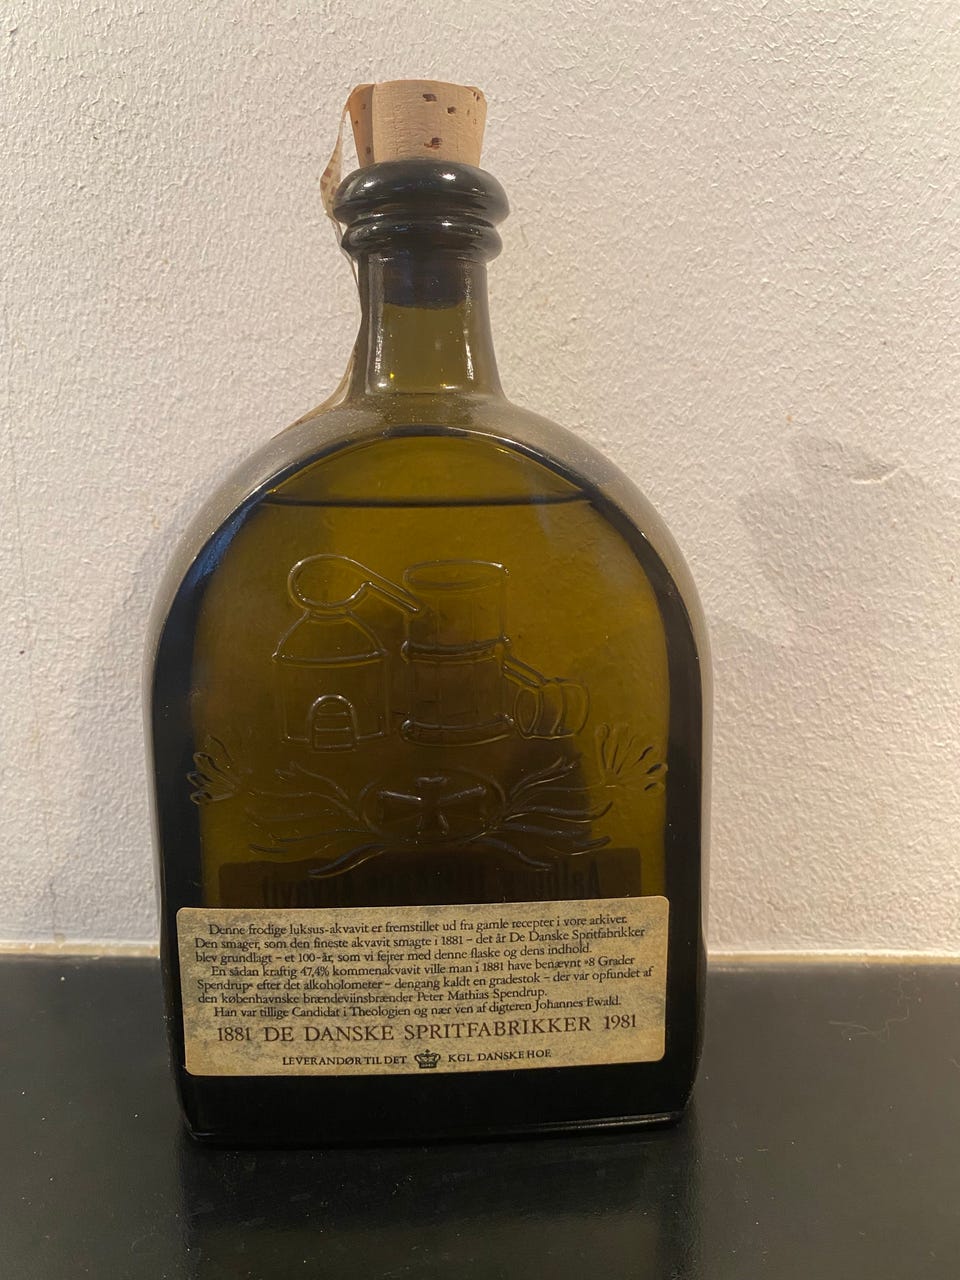 Denne frodige luksus-akvavit er fremstillet ud fra gamle recepter i vore arkiver.
Den smager, som den fineste akvavit smagte i 1881 – det år De Danske Spritfabrikker
blev grundlagt – et 100-år, som vi fejrer med denne flaske og dens indhold.
En sådan kraftig 47,4% kommenakvavit ville man i 1881 have benævnt »8 Grader
Spendrup« efter det alkoholometer – dengang kaldt en gradestok – der var opfundet af
den københavnske brændeviinsbrænder Peter Mathias Spendrup.
Han var tillige Candidat i Theologien og nær ven af digteren Johannes Ewald.
1881 DE DANSKE SPRITFABRIKKER 1981
LEVERANDØR TIL DET KGL. DANSKE HOF.